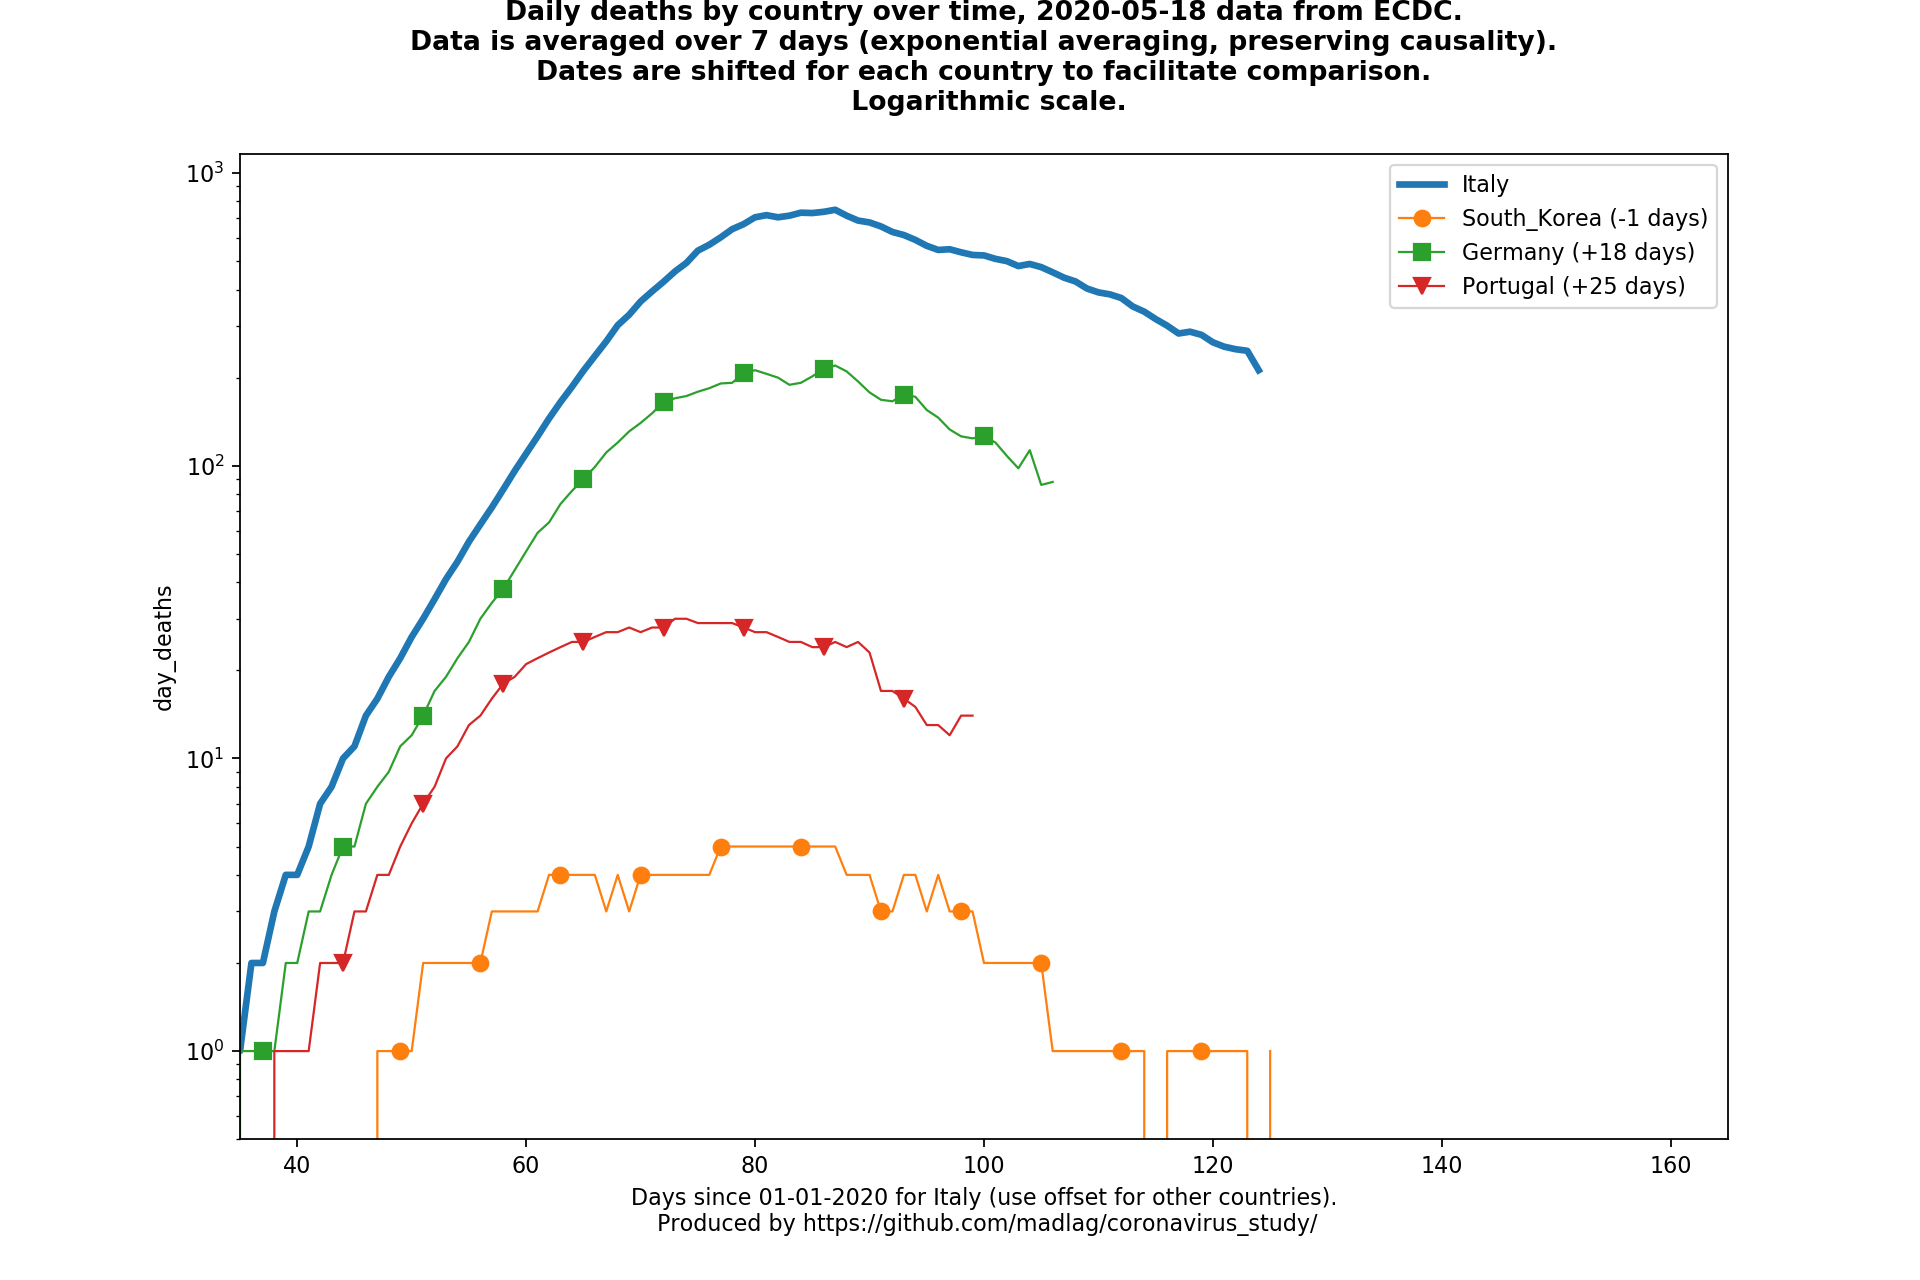 Daily deaths by country over time, 2020-05-18 data from ECDC.
Data is averaged over 7 days (exponential averaging, preserving causality).
Dates are shifted for each country to facilitate comparison.
Logarithmic scale.
10³
10²
10¹
10⁰
day_deaths
Italy
South_Korea (-1 days)
Germany (+18 days)
Portugal (+25 days)
40 60 80 100 120 140 160
Days since 01-01-2020 for Italy (use offset for other countries).
Produced by https://github.com/madlag/coronavirus_study/